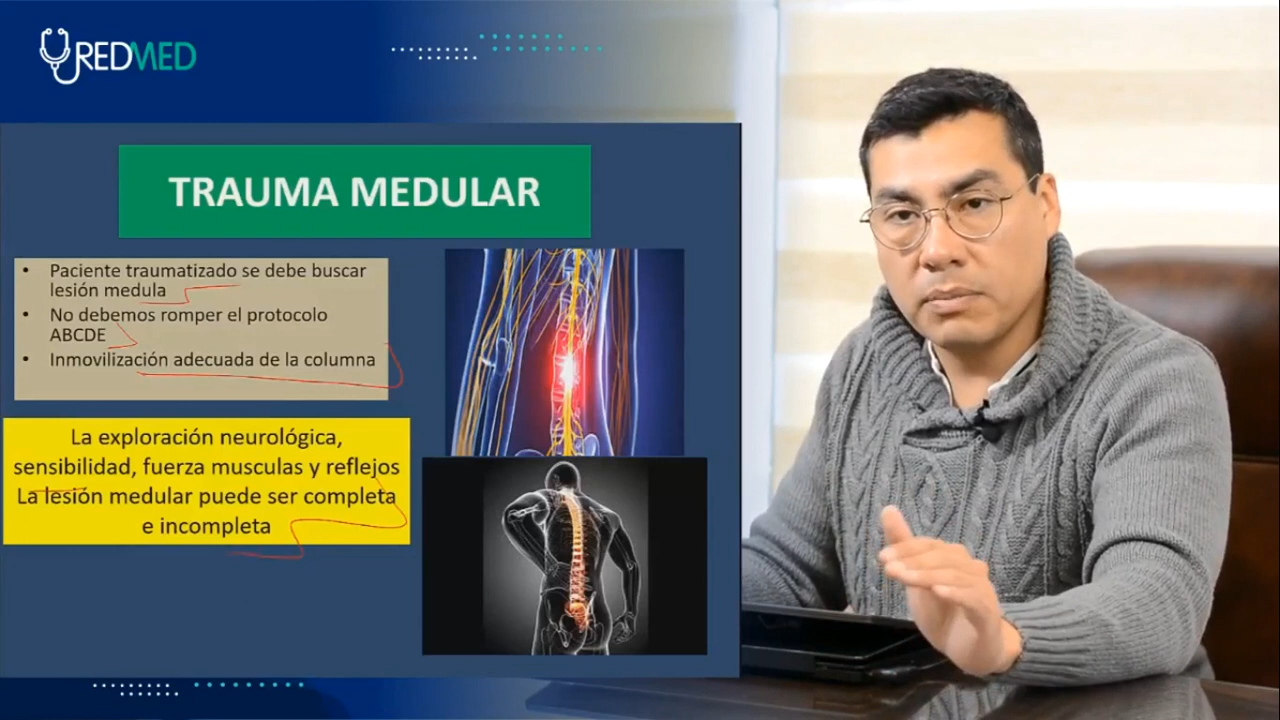 REDMED
TRAUMA MEDULAR
• Paciente traumatizado se debe buscar
lesión medula
• No debemos romper el protocolo
ABCDE
• Inmovilización adecuada de la columna
La exploración neurológica,
sensibilidad, fuerza musculas y reflejos
La lesión medular puede ser completa
e incompleta